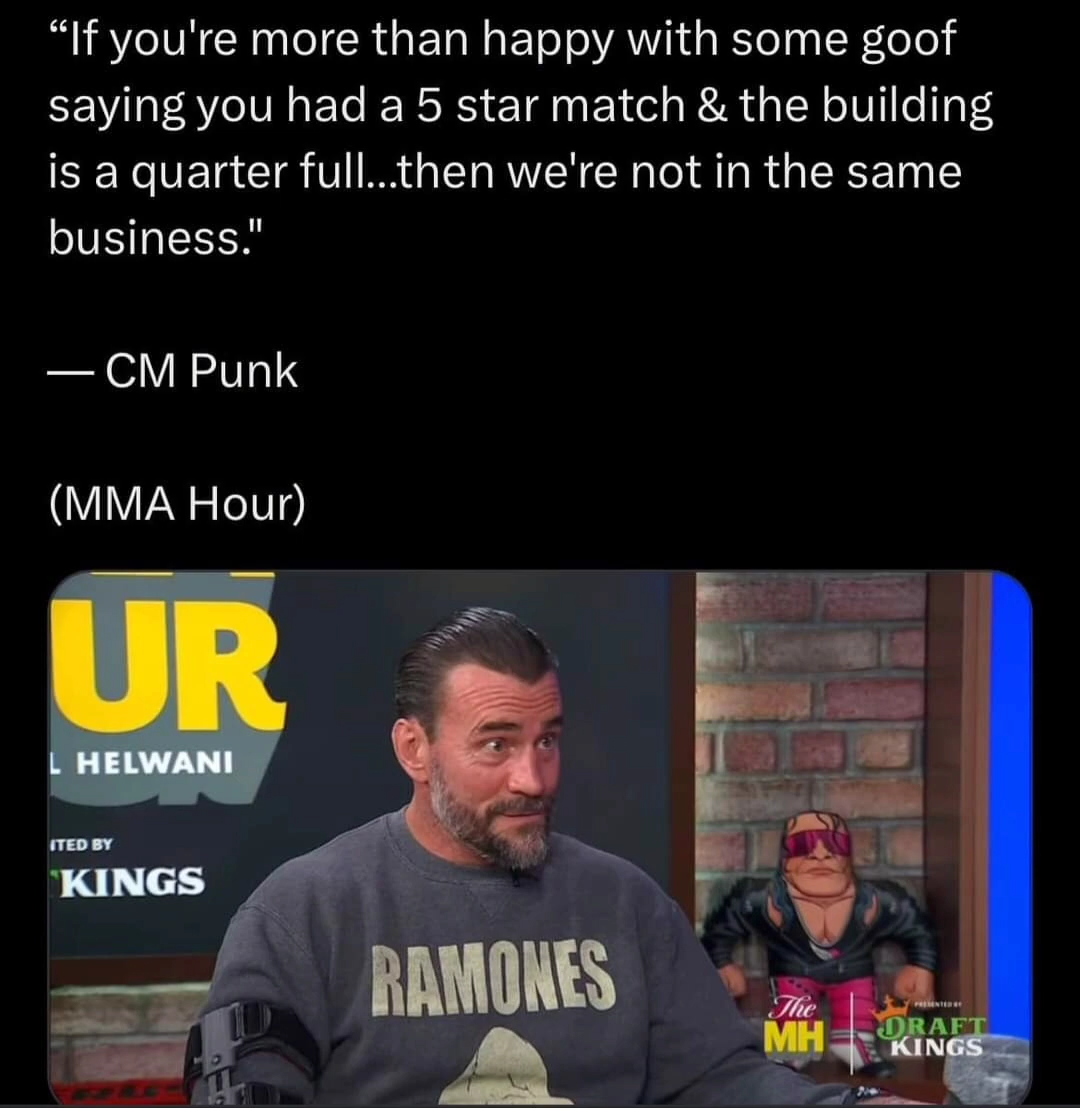 “If you're more than happy with some goof
saying you had a 5 star match & the building
is a quarter full...then we're not in the same
business."
— CM Punk
(MMA Hour)
UR
L HELWANI
ITED BY
KINGS
RAMONES
The
MH
PRESENTED BY
DRAFT
KINGS